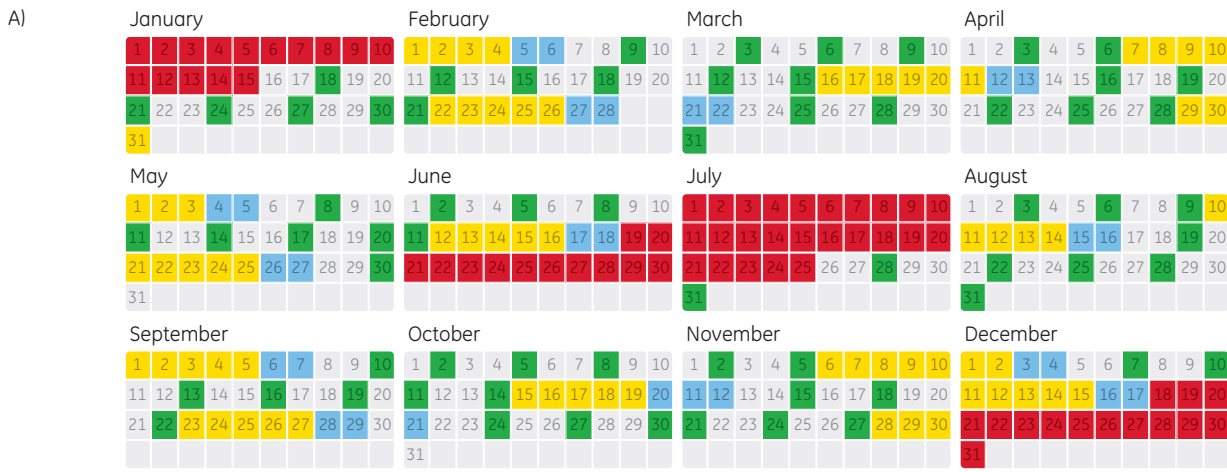 A)
January February March April
1 2 3 4 5 6 7 8 9 10 1 2 3 4 5 6 7 8 9 10 1 2 3 4 5 6 7 8 9 10 1 2 3 4 5 6 7 8 9 10
11 12 13 14 15 16 17 18 19 20 11 12 13 14 15 16 17 18 19 20 11 12 13 14 15 16 17 18 19 20 11 12 13 14 15 16 17 18 19 20
21 22 23 24 25 26 27 28 29 30 21 22 23 24 25 26 27 28 21 22 23 24 25 26 27 28 29 30 21 22 23 24 25 26 27 28 29 30
31 31
May June July August
1 2 3 4 5 6 7 8 9 10 1 2 3 4 5 6 7 8 9 10 1 2 3 4 5 6 7 8 9 10 1 2 3 4 5 6 7 8 9 10
11 12 13 14 15 16 17 18 19 20 11 12 13 14 15 16 17 18 19 20 11 12 13 14 15 16 17 18 19 20 11 12 13 14 15 16 17 18 19 20
21 22 23 24 25 26 27 28 29 30 21 22 23 24 25 26 27 28 29 30 21 22 23 24 25 26 27 28 29 30 21 22 23 24 25 26 27 28 29 30
31 31 31
September October November December
1 2 3 4 5 6 7 8 9 10 1 2 3 4 5 6 7 8 9 10 1 2 3 4 5 6 7 8 9 10 1 2 3 4 5 6 7 8 9 10
11 12 13 14 15 16 17 18 19 20 11 12 13 14 15 16 17 18 19 20 11 12 13 14 15 16 17 18 19 20 11 12 13 14 15 16 17 18 19 20
21 22 23 24 25 26 27 28 29 30 21 22 23 24 25 26 27 28 29 30 21 22 23 24 25 26 27 28 29 30 21 22 23 24 25 26 27 28 29 30
31 31